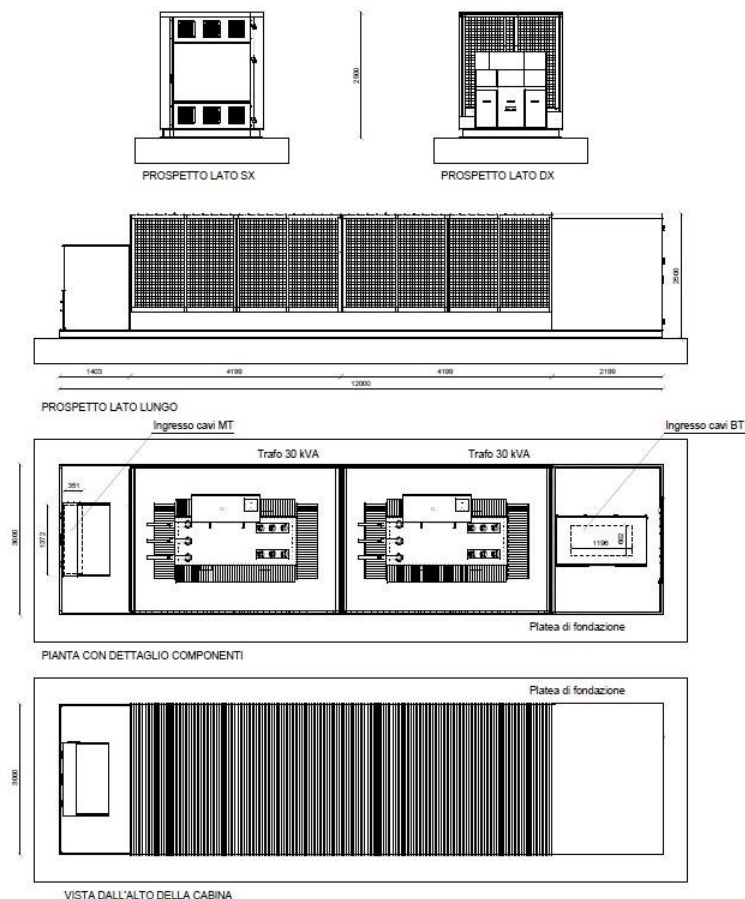 2500
PROSPETTO LATO SX
PROSPETTO LATO DX
2500
1403 4199 4199 2199
12000
PROSPETTO LATO LUNGO
Ingresso cavi MT
Ingresso cavi BT
Trafo 30 kVA
Trafo 30 kVA
351
3000
1372
1196
602
Platea di fondazione
PIANTA CON DETTAGLIO COMPONENTI
Platea di fondazione
3000
VISTA DALL'ALTO DELLA CABINA